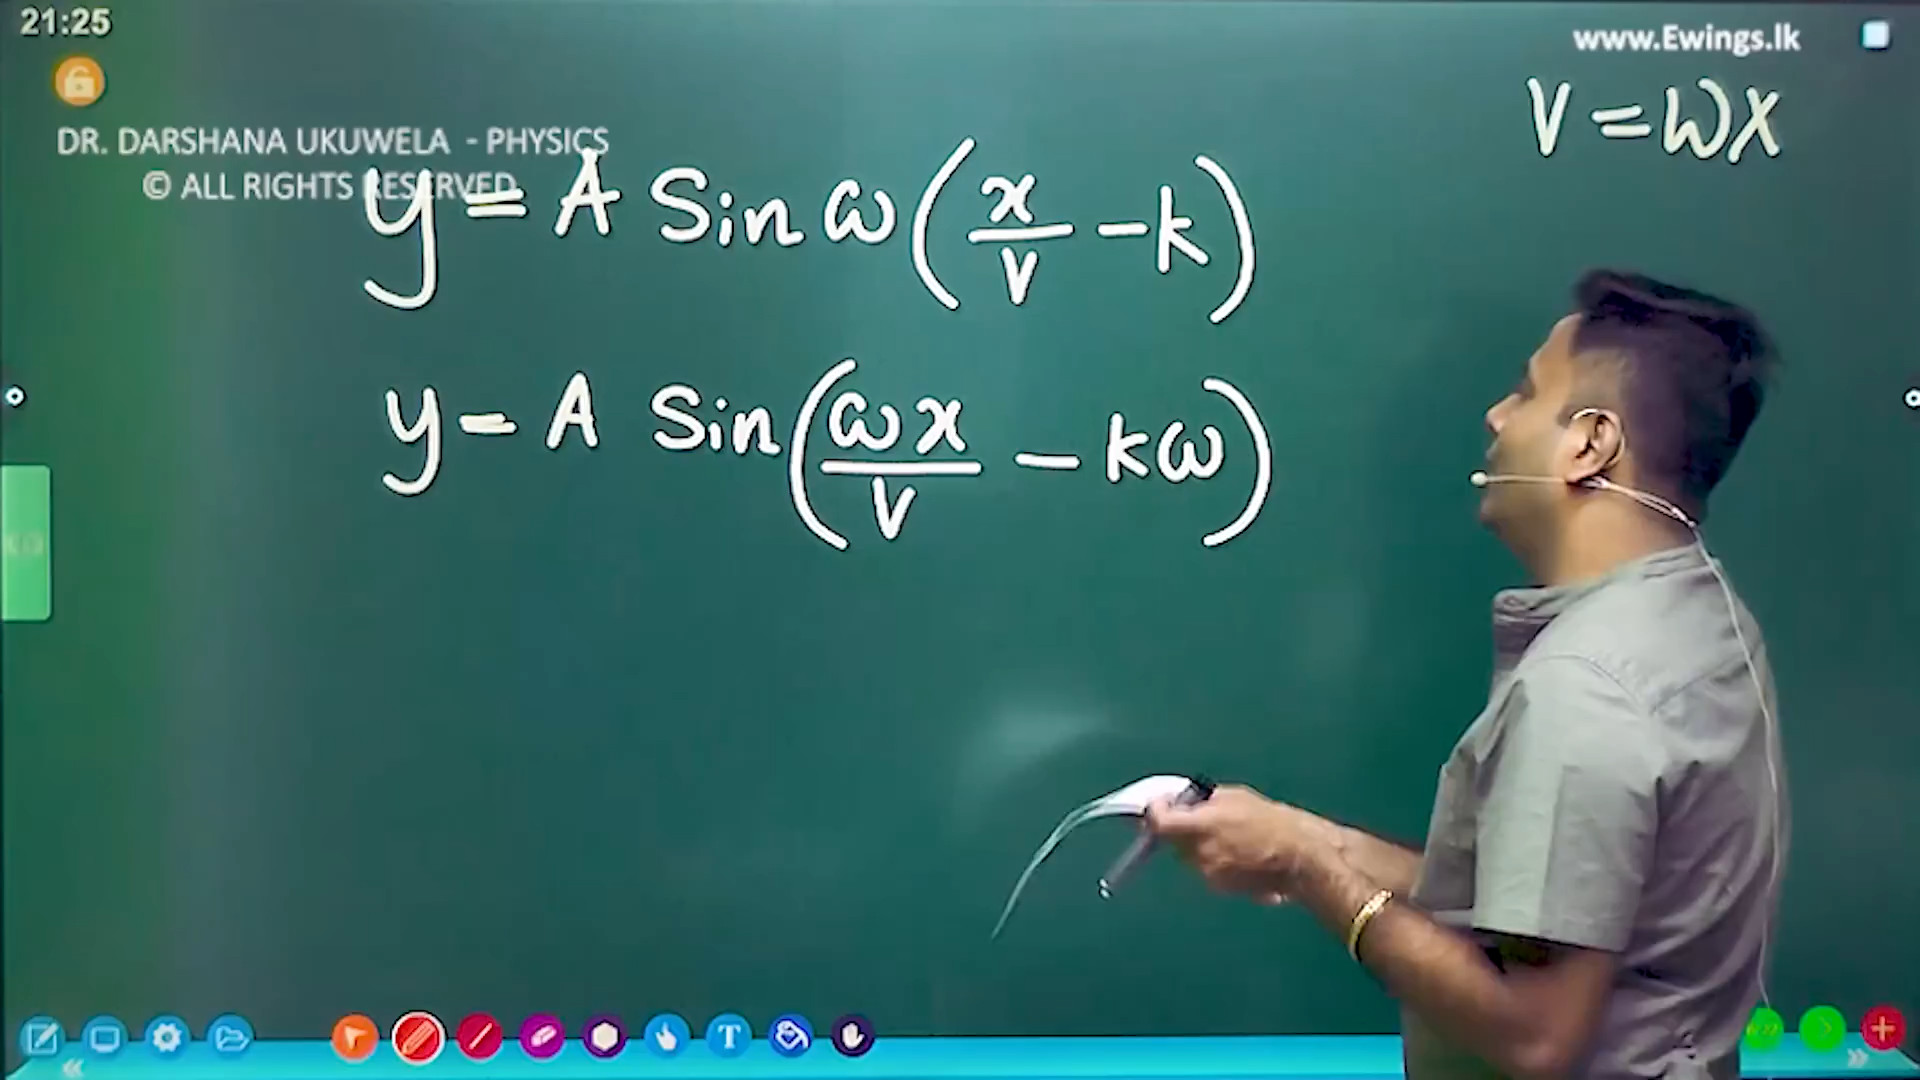 21:25
www.Ewings.lk
DR. DARSHANA UKUWELA - PHYSICS
© ALL RIGHTS RESERVED
V = ωx
y = A Sin ω(x/v - k)
y = A Sin(ωx/v - kω)
T